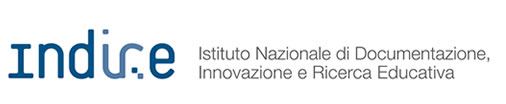 indire
Istituto Nazionale di Documentazione,
Innovazione e Ricerca Educativa